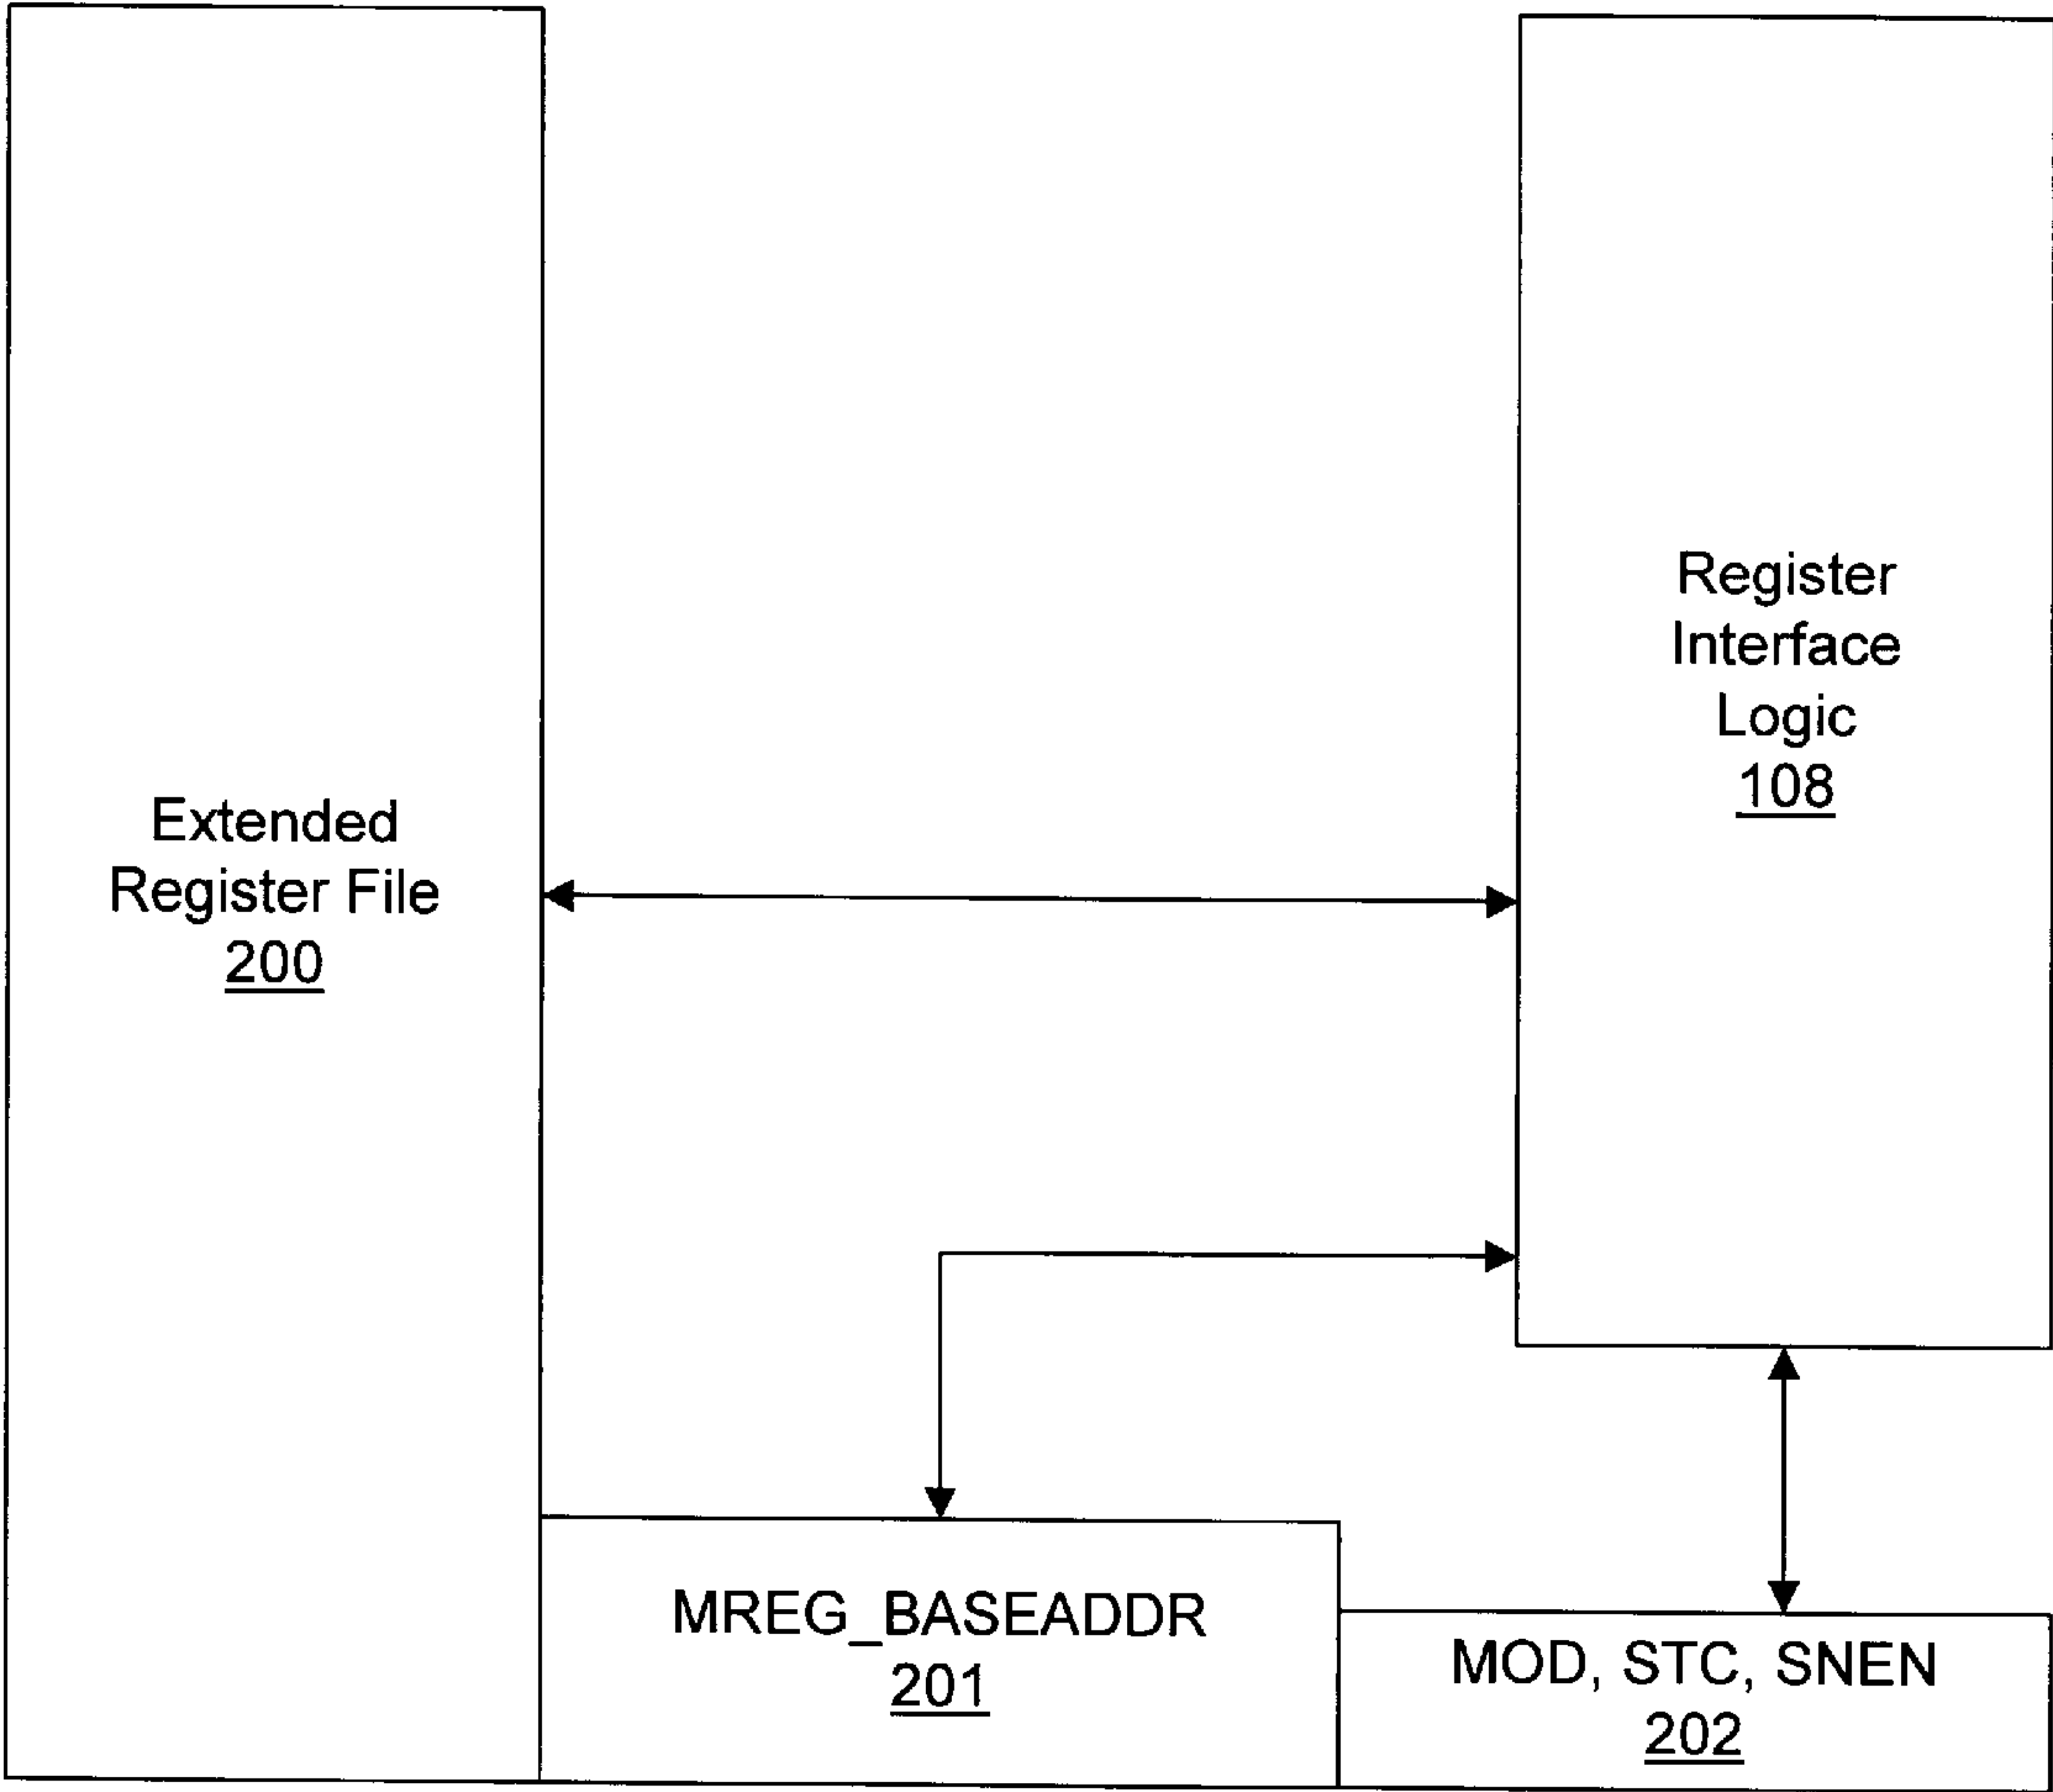 Extended
Register File
200
Register
Interface
Logic
108
MREG_BASEADDR
201
MOD, STC, SNEN
202